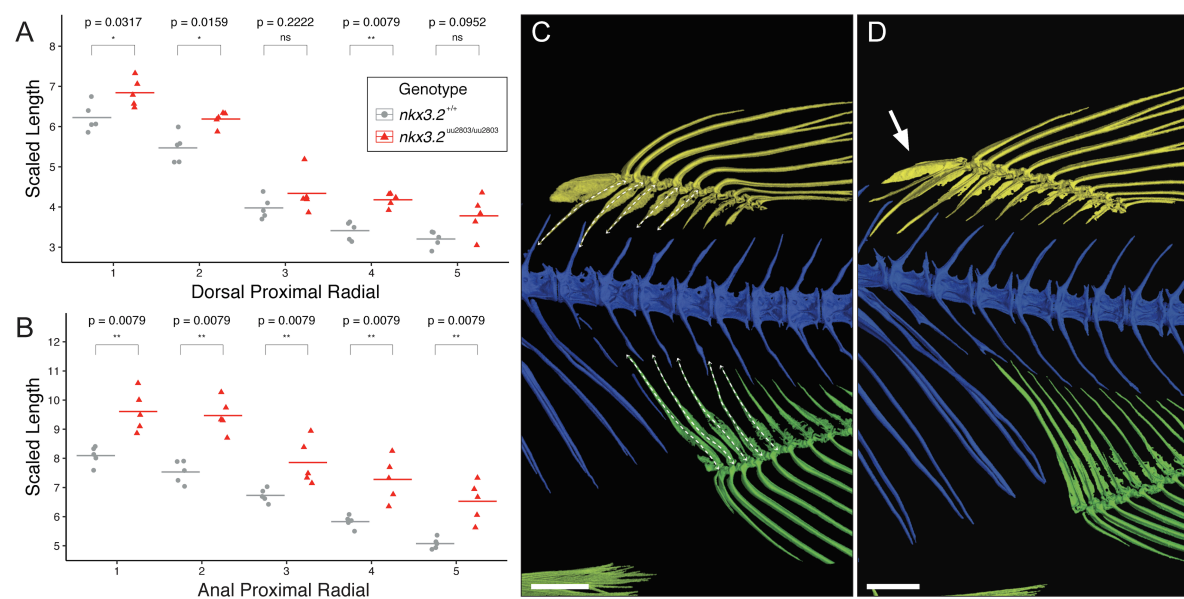 A
p = 0.0317 p = 0.0159 p = 0.2222 p = 0.0079 p = 0.0952
* * ns ** ns
8
7
6
5
4
3
Scaled Length
1 2 3 4 5
Dorsal Proximal Radial
Genotype
nkx3.2+/+
nkx3.2uu2803/uu2803
B
p = 0.0079 p = 0.0079 p = 0.0079 p = 0.0079 p = 0.0079
** ** ** ** **
12
11
10
9
8
7
6
5
Scaled Length
1 2 3 4 5
Anal Proximal Radial
C
D